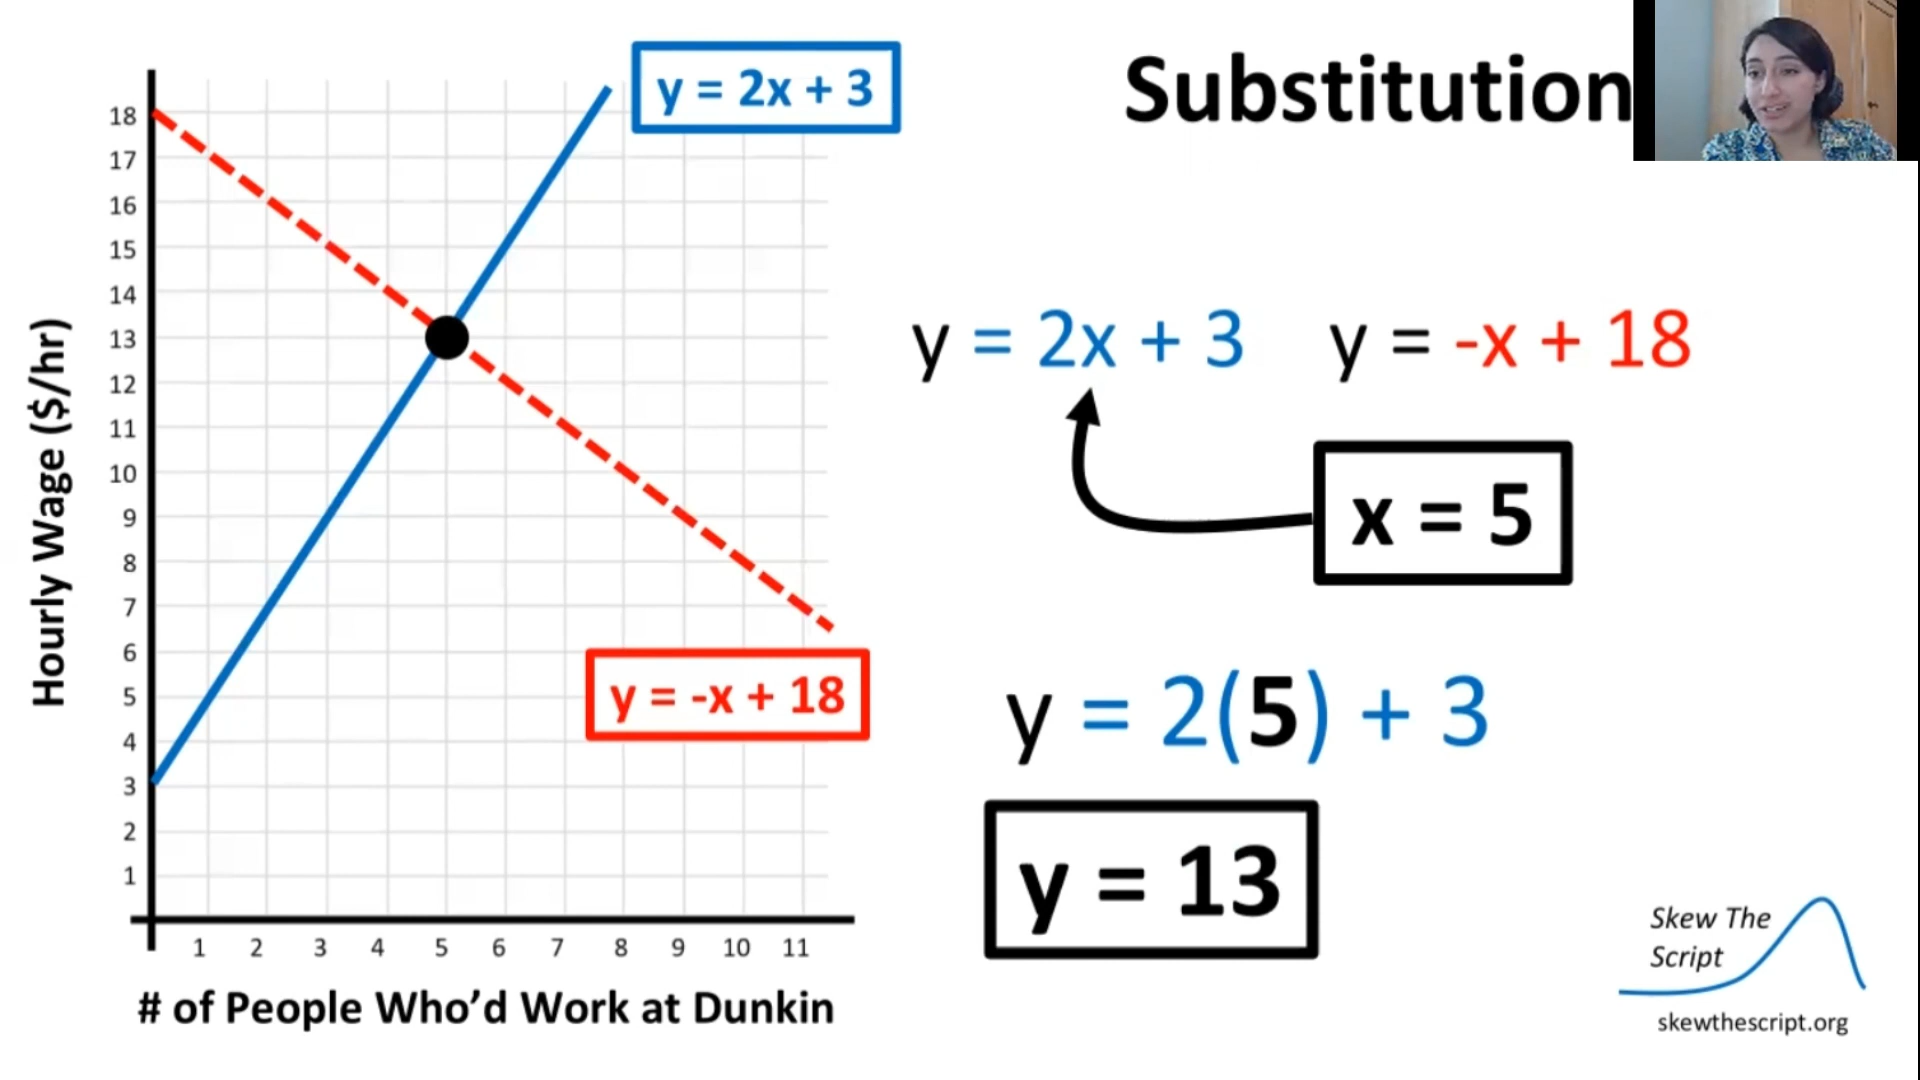 Substitution
y = 2x + 3
18
17
16
15
14
13
12
11
10
9
8
7
6
5
4
3
2
1
Hourly Wage ($/hr)
y = -x + 18
1 2 3 4 5 6 7 8 9 10 11
# of People Who’d Work at Dunkin
y = 2x + 3 y = -x + 18
x = 5
y = 2(5) + 3
y = 13
Skew The
Script
skewthescript.org